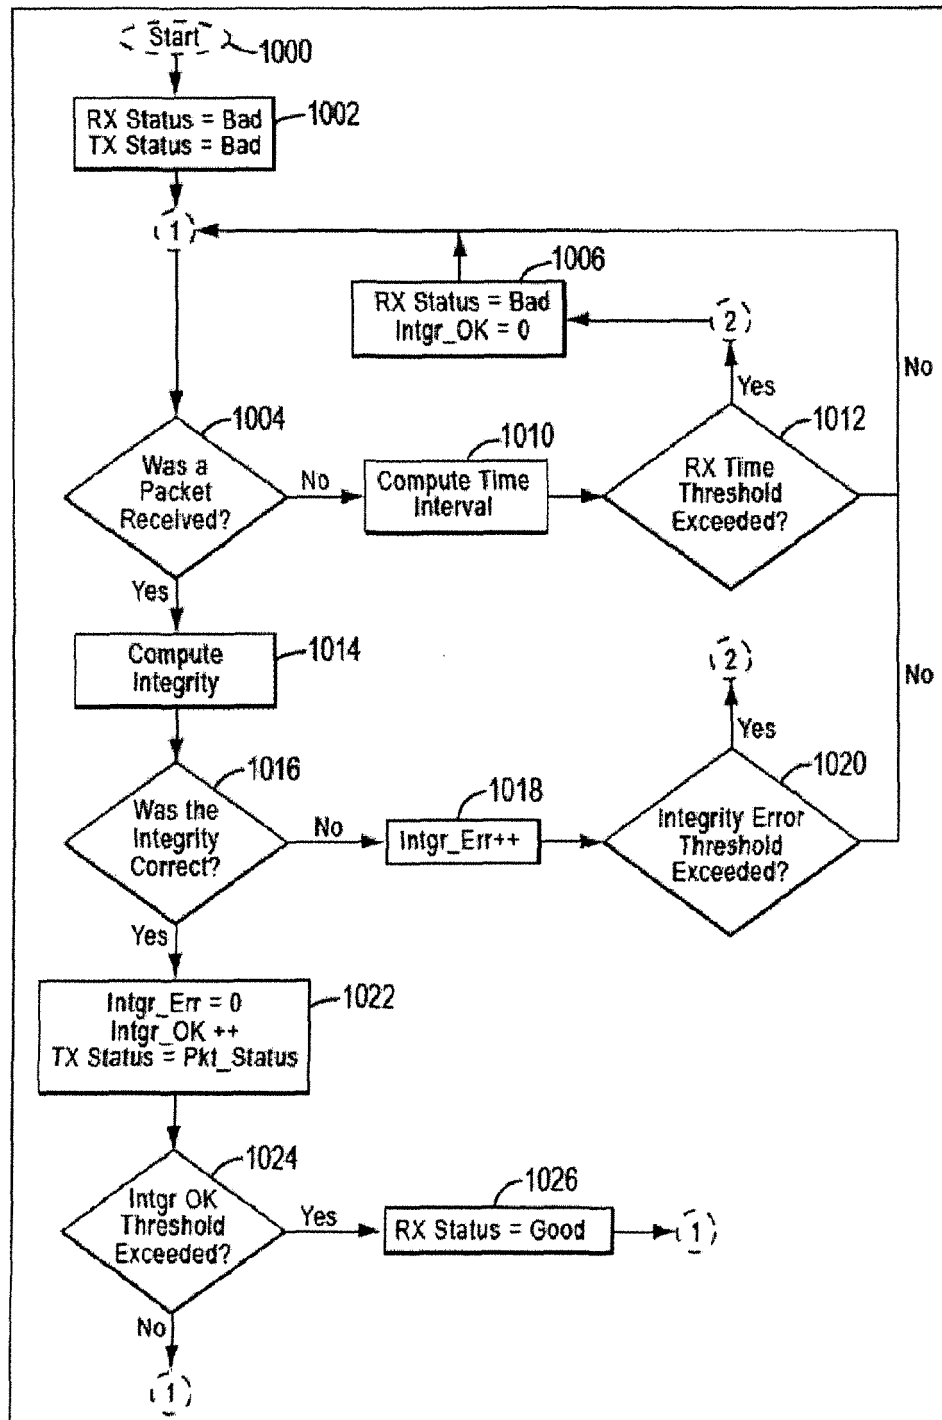 Start
1000
RX Status = Bad
TX Status = Bad
1002
1
1006
RX Status = Bad
Intgr_OK = 0
2
No
Yes
1004
Was a
Packet
Received?
No
1010
Compute Time
Interval
1012
RX Time
Threshold
Exceeded?
Yes
Compute
Integrity
1014
2
No
Yes
1016
Was the
Integrity
Correct?
No
1018
Intgr_Err++
1020
Integrity Error
Threshold
Exceeded?
Yes
Intgr_Err = 0
Intgr_OK ++
TX Status = Pkt_Status
1022
1024
Intgr OK
Threshold
Exceeded?
Yes
1026
RX Status = Good
1
No
1